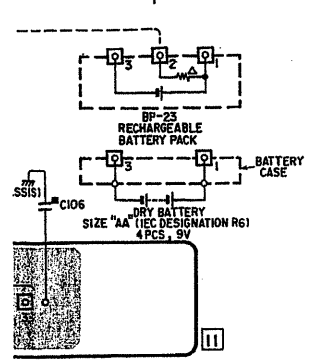 3 2 1
BP-23
RECHARGEABLE
BATTERY PACK
3 1
BATTERY
CASE
DRY BATTERY
SIZE "AA" (IEC DESIGNATION R6)
4 PCS, 9V
.SSIS)
C106
11